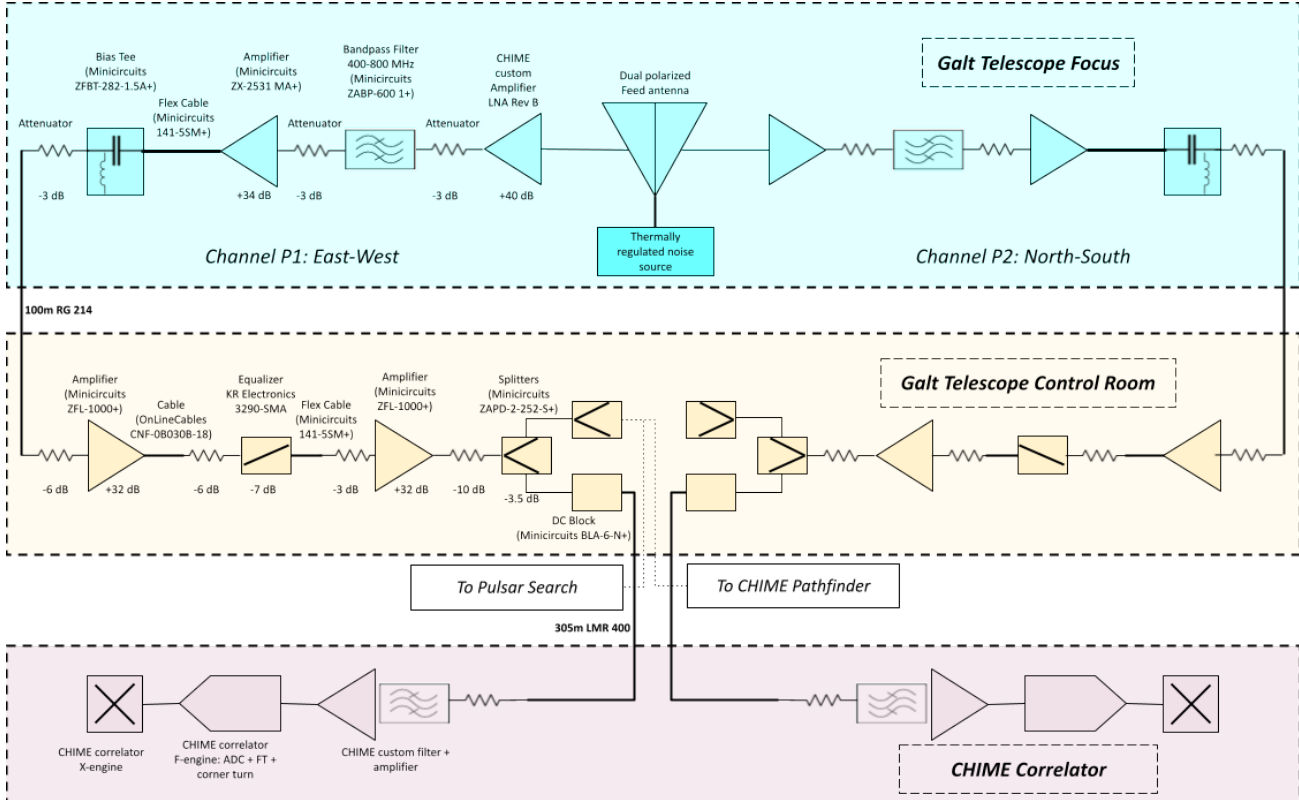 Bias Tee
(Minicircuits
ZFBT-282-1.5A+)
Amplifier
(Minicircuits
ZX-2531 MA+)
Bandpass Filter
400-800 MHz
(Minicircuits
ZABP-600 1+)
CHIME
custom
Amplifier
LNA Rev B
Dual polarized
Feed antenna
Galt Telescope Focus
Attenuator
Flex Cable
(Minicircuits
141-5SM+)
Attenuator
Attenuator
-3 dB
+34 dB
-3 dB
-3 dB
+40 dB
Channel P1: East-West
Thermally
regulated noise
source
Channel P2: North-South
100m RG 214
Amplifier
(Minicircuits
ZFL-1000+)
Cable
(OnLineCables
CNF-0B030B-18)
Equalizer
KR Electronics
3290-SMA
Flex Cable
(Minicircuits
141-5SM+)
Amplifier
(Minicircuits
ZFL-1000+)
Splitters
(Minicircuits
ZAPD-2-252-S+)
Galt Telescope Control Room
-6 dB
+32 dB
-6 dB
-7 dB
-3 dB
+32 dB
-10 dB
-3.5 dB
DC Block
(Minicircuits BLA-6-N+)
To Pulsar Search
To CHIME Pathfinder
305m LMR 400
CHIME correlator
X-engine
CHIME correlator
F-engine: ADC + FT +
corner turn
CHIME custom filter +
amplifier
CHIME Correlator